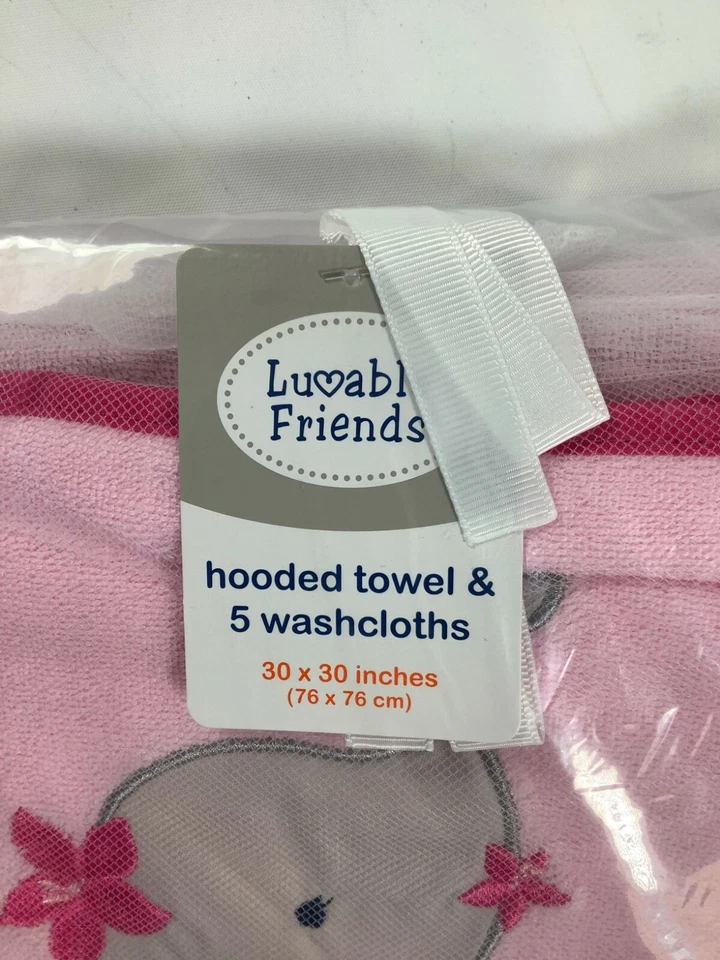 Luvabl
Friends
hooded towel &
5 washcloths
30 x 30 inches
(76 x 76 cm)